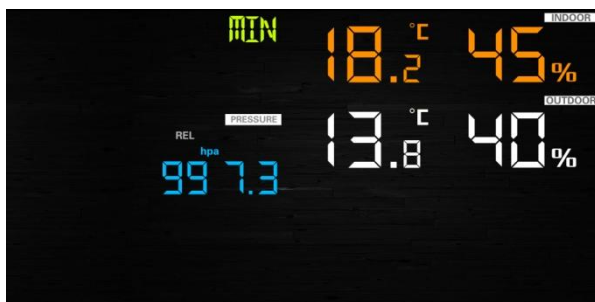 MIN
INDOOR
18.2 °C 45%
OUTDOOR
13.8 °C 40%
PRESSURE
REL
hpa
997.3